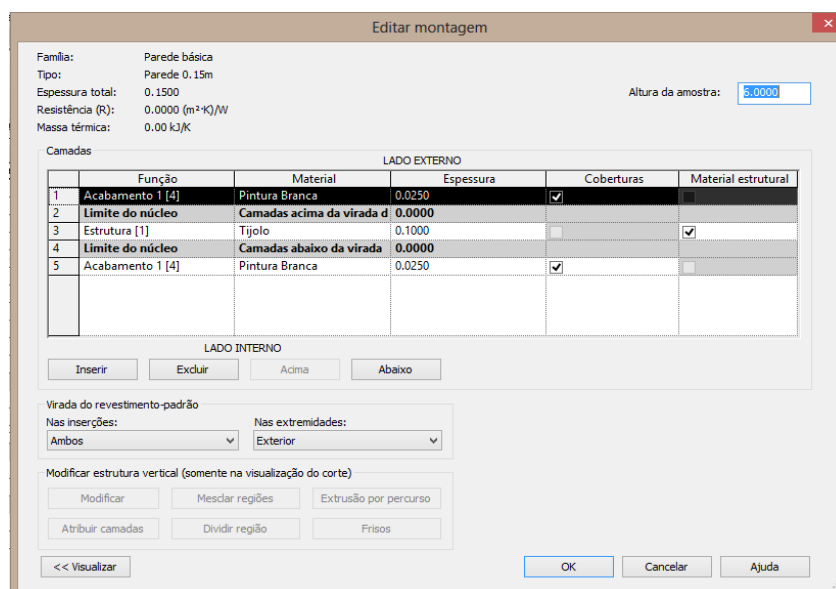 Editar montagem
Família: Parede básica
Tipo: Parede 0.15m
Espessura total: 0.1500
Altura da amostra: 6.0000
Resistência (R): 0.0000 (m²·K)/W
Massa térmica: 0.00 kJ/K
Camadas
LADO EXTERNO
Função Material Espessura Coberturas Material estrutural
1 Acabamento 1 [4] Pintura Branca 0.0250
2 Limite do núcleo Camadas acima da virada d 0.0000
3 Estrutura [1] Tijolo 0.1000
4 Limite do núcleo Camadas abaixo da virada 0.0000
5 Acabamento 1 [4] Pintura Branca 0.0250
LADO INTERNO
Inserir Excluir Acima Abaixo
Virada do revestimento-padrão
Nas inserções: Nas extremidades:
Ambos Exterior
Modificar estrutura vertical (somente na visualização do corte)
Modificar Mesclar regiões Extrusão por percurso
Atribuir camadas Dividir região Frisos
<< Visualizar OK Cancelar Ajuda